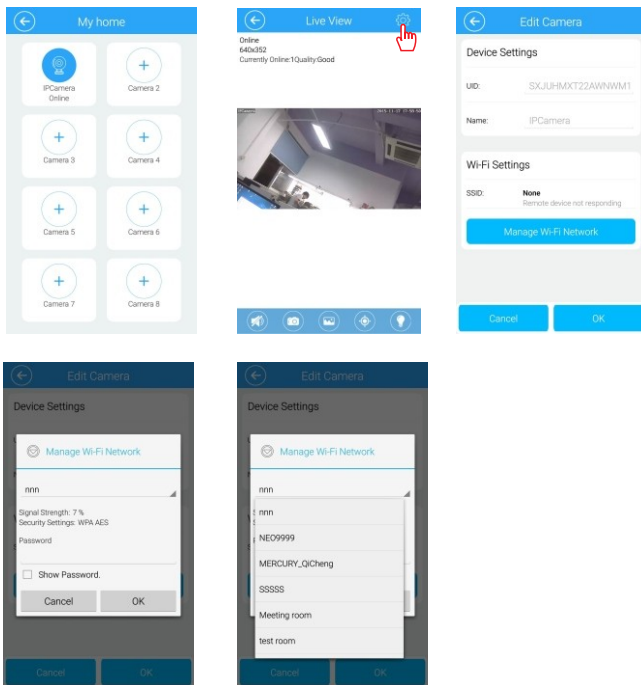 My home
IPCamera
Online
Camera 2
Camera 3
Camera 4
Camera 5
Camera 6
Camera 7
Camera 8
Live View
Online
640x352
Currently Online:1Quality:Good
Edit Camera
Device Settings
UID: SXJUHMXT22AWNWM1
Name: IPCamera
Wi-Fi Settings
SSID: None
Remote device not responding
Manage Wi-Fi Network
Cancel OK
Edit Camera
Device Settings
Manage Wi-Fi Network
nnn
Signal Strength: 7 %
Security Settings: WPA AES
Password
Show Password.
Cancel OK
Cancel OK
Edit Camera
Device Settings
Manage Wi-Fi Network
nnn
nnn
NEO9999
MERCURY_QiCheng
SSSSS
Meeting room
test room
Cancel OK